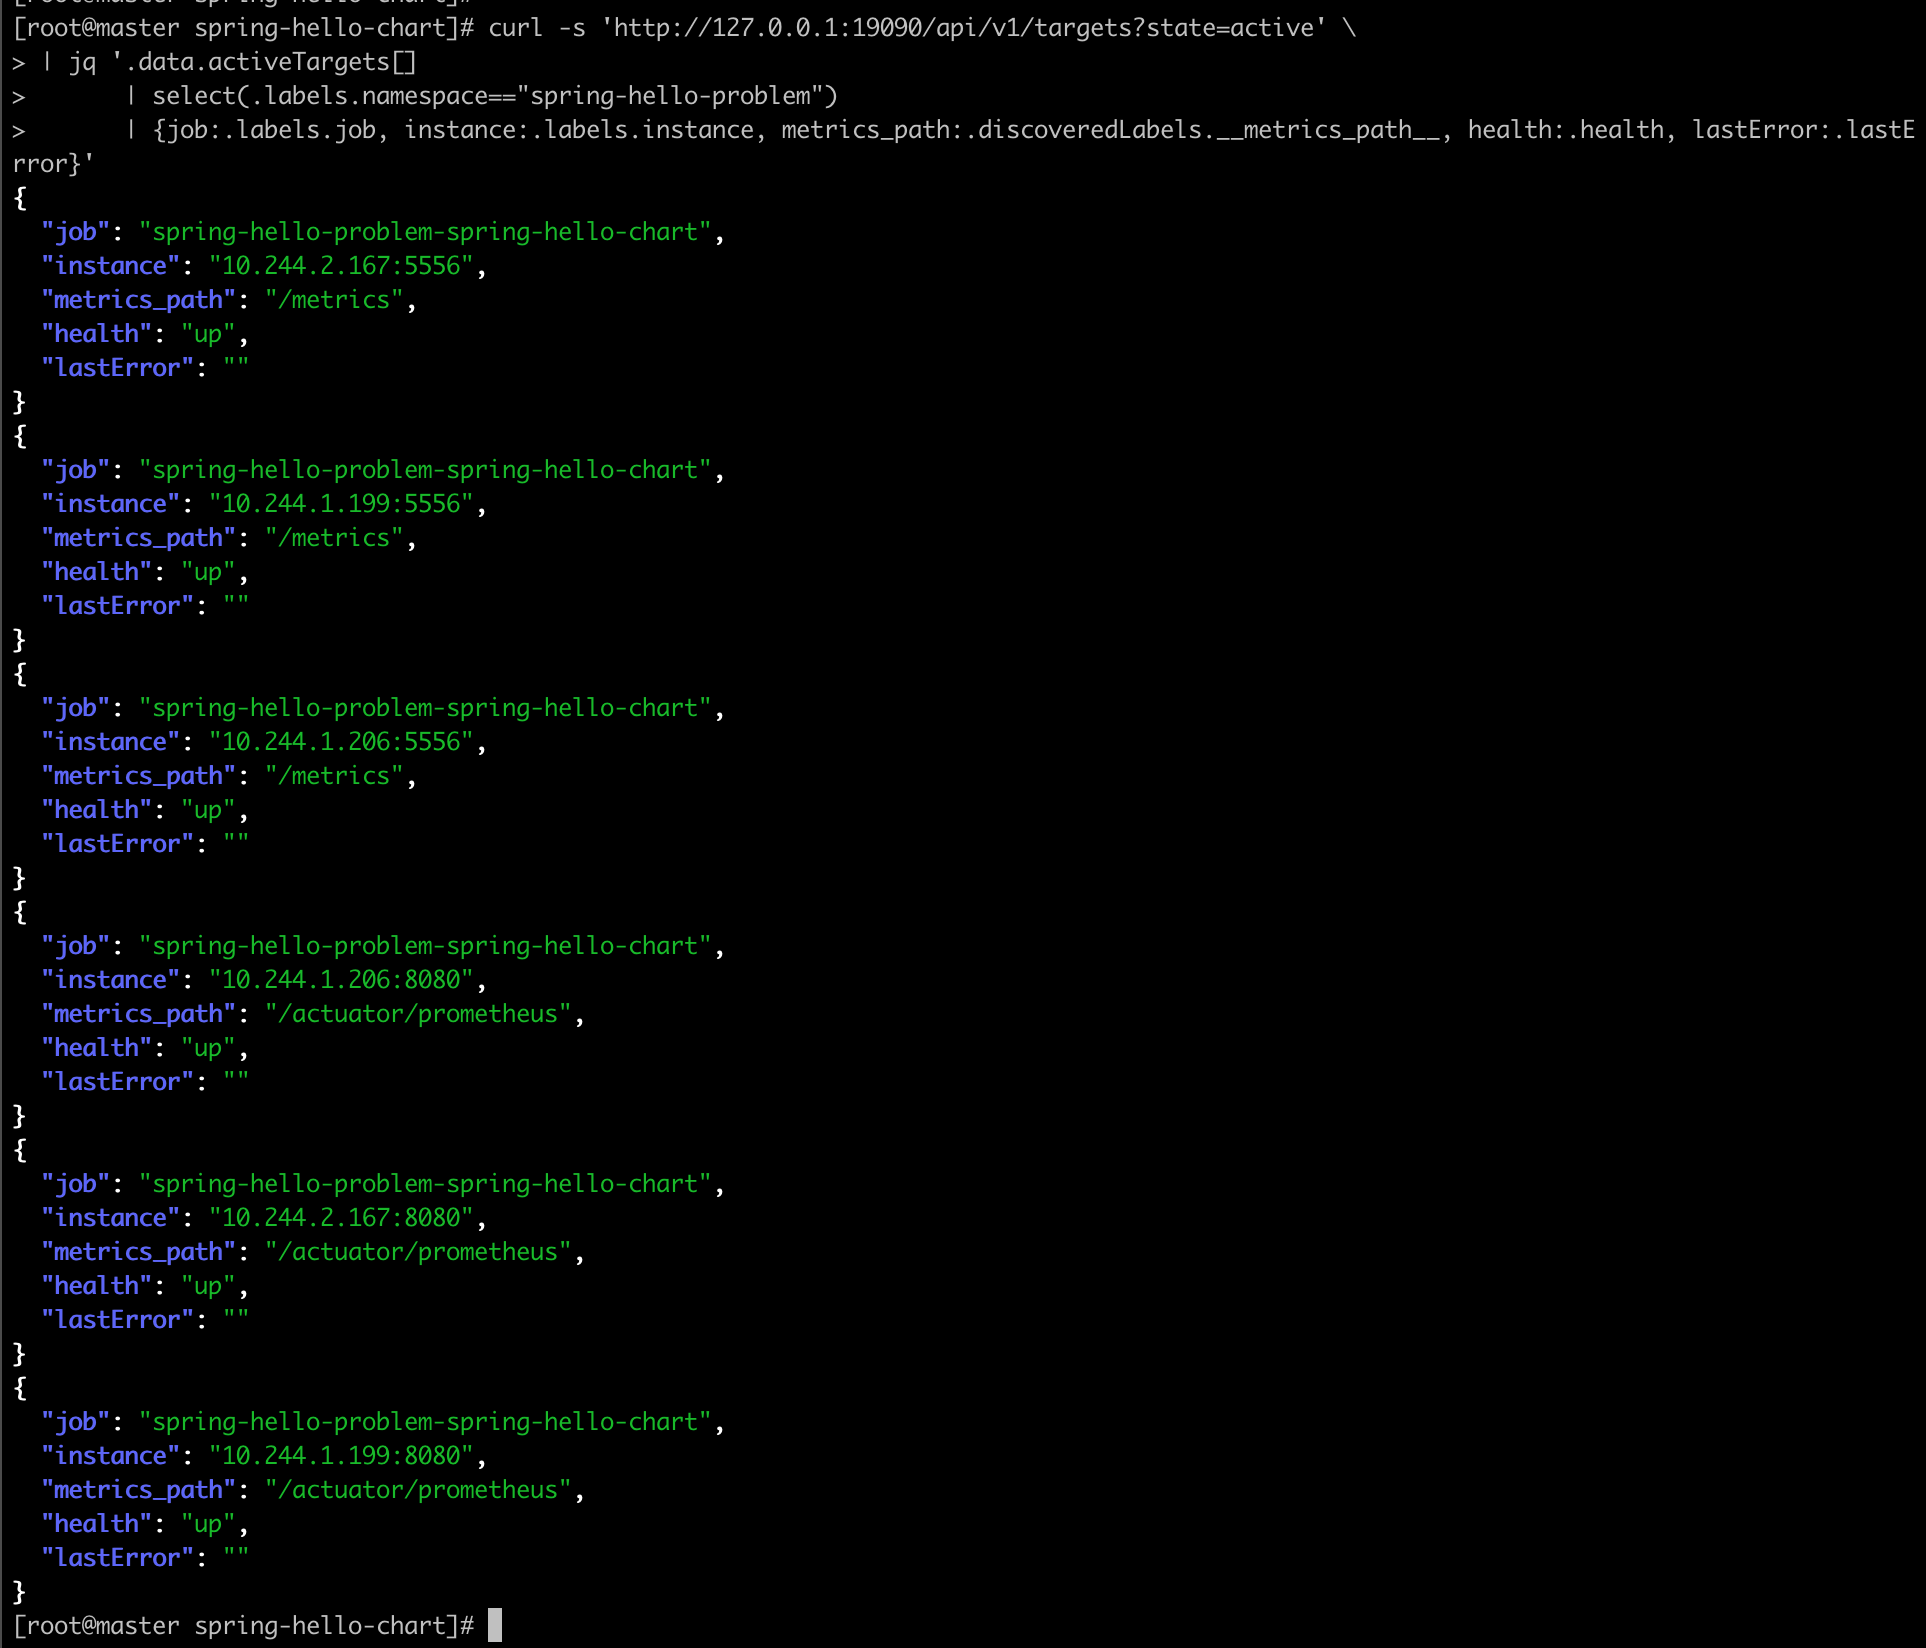 [root@master spring-hello-chart]#
[root@master spring-hello-chart]# curl -s 'http://127.0.0.1:19090/api/v1/targets?state=active' \
> | jq '.data.activeTargets[]
>       | select(.labels.namespace=="spring-hello-problem")
>       | {job:.labels.job, instance:.labels.instance, metrics_path:.discoveredLabels.__metrics_path__, health:.health, lastError:.lastE
rror}'
{
  "job": "spring-hello-problem-spring-hello-chart",
  "instance": "10.244.2.167:5556",
  "metrics_path": "/metrics",
  "health": "up",
  "lastError": ""
}
{
  "job": "spring-hello-problem-spring-hello-chart",
  "instance": "10.244.1.199:5556",
  "metrics_path": "/metrics",
  "health": "up",
  "lastError": ""
}
{
  "job": "spring-hello-problem-spring-hello-chart",
  "instance": "10.244.1.206:5556",
  "metrics_path": "/metrics",
  "health": "up",
  "lastError": ""
}
{
  "job": "spring-hello-problem-spring-hello-chart",
  "instance": "10.244.1.206:8080",
  "metrics_path": "/actuator/prometheus",
  "health": "up",
  "lastError": ""
}
{
  "job": "spring-hello-problem-spring-hello-chart",
  "instance": "10.244.2.167:8080",
  "metrics_path": "/actuator/prometheus",
  "health": "up",
  "lastError": ""
}
{
  "job": "spring-hello-problem-spring-hello-chart",
  "instance": "10.244.1.199:8080",
  "metrics_path": "/actuator/prometheus",
  "health": "up",
  "lastError": ""
}
[root@master spring-hello-chart]#